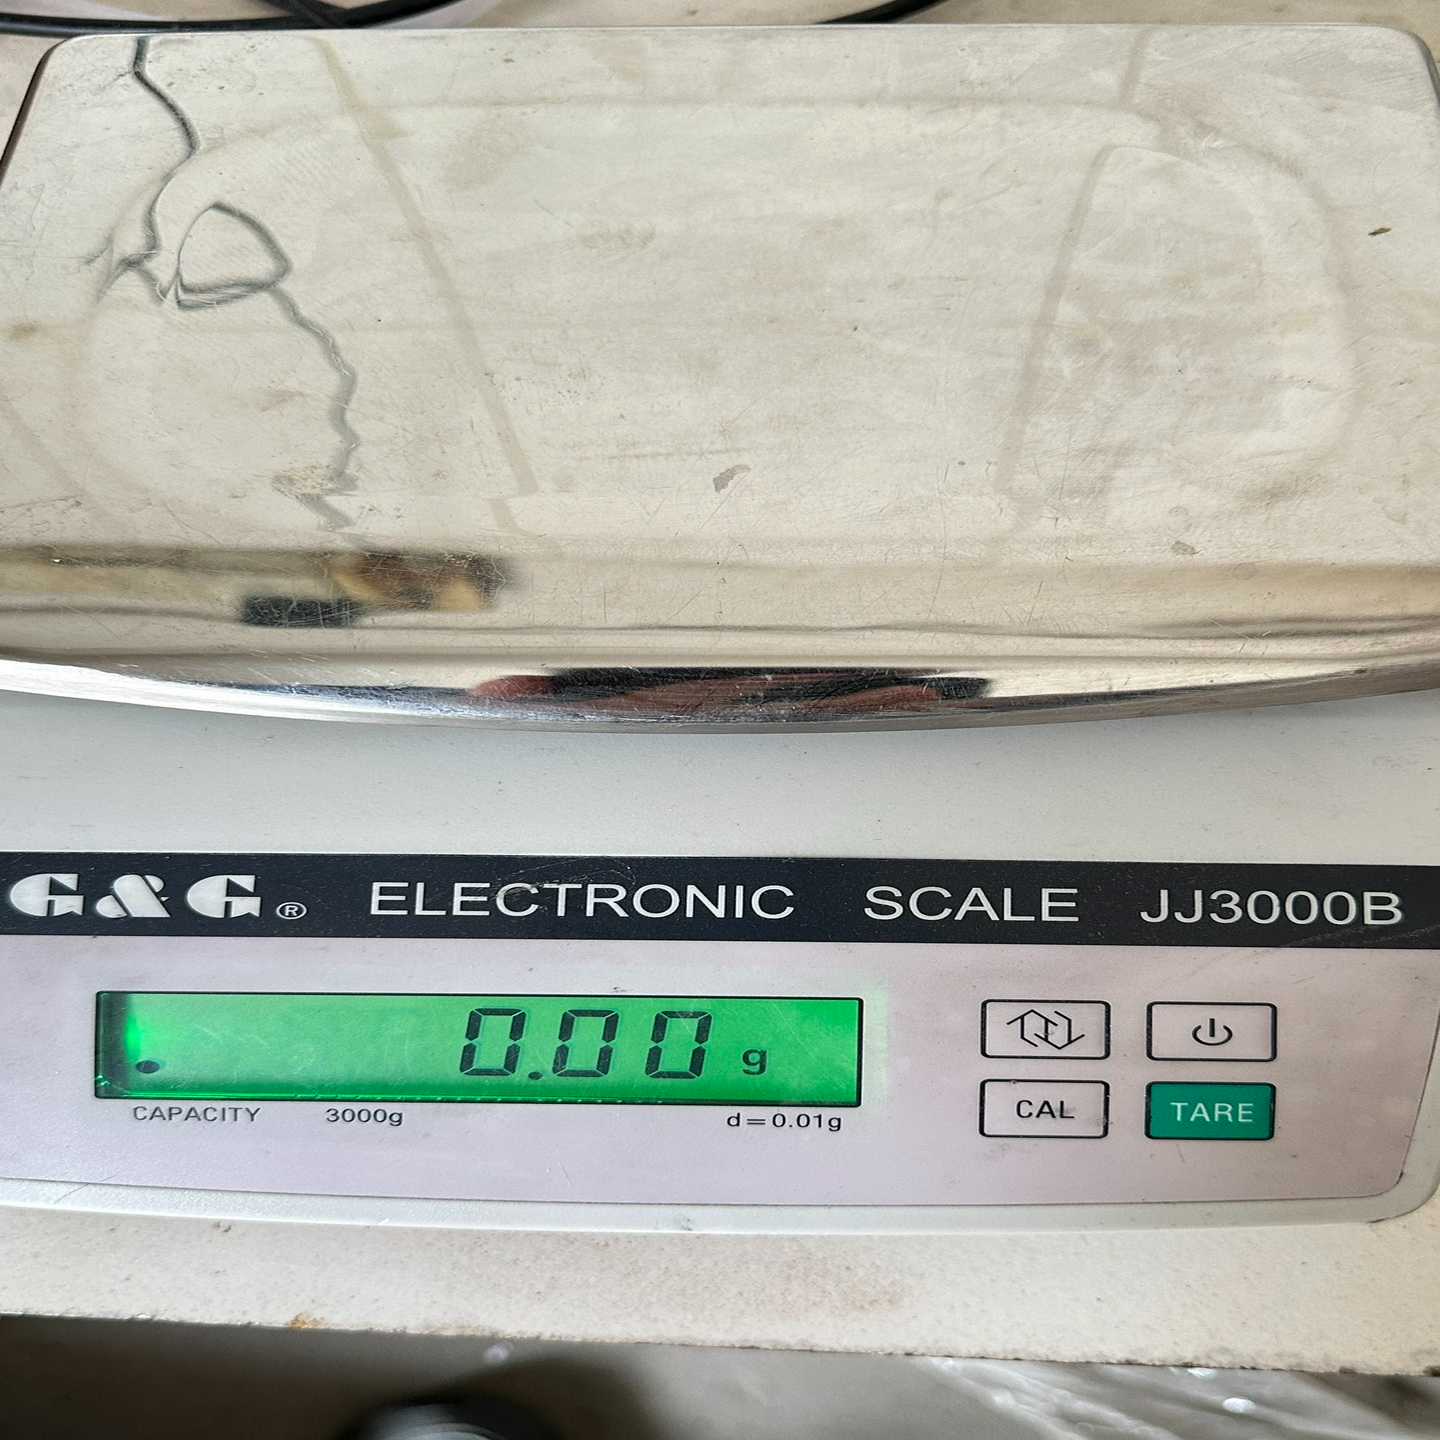 G&G® ELECTRONIC SCALE JJ3000B
0.00 g
CAPACITY 3000g d=0.01g
CAL TARE